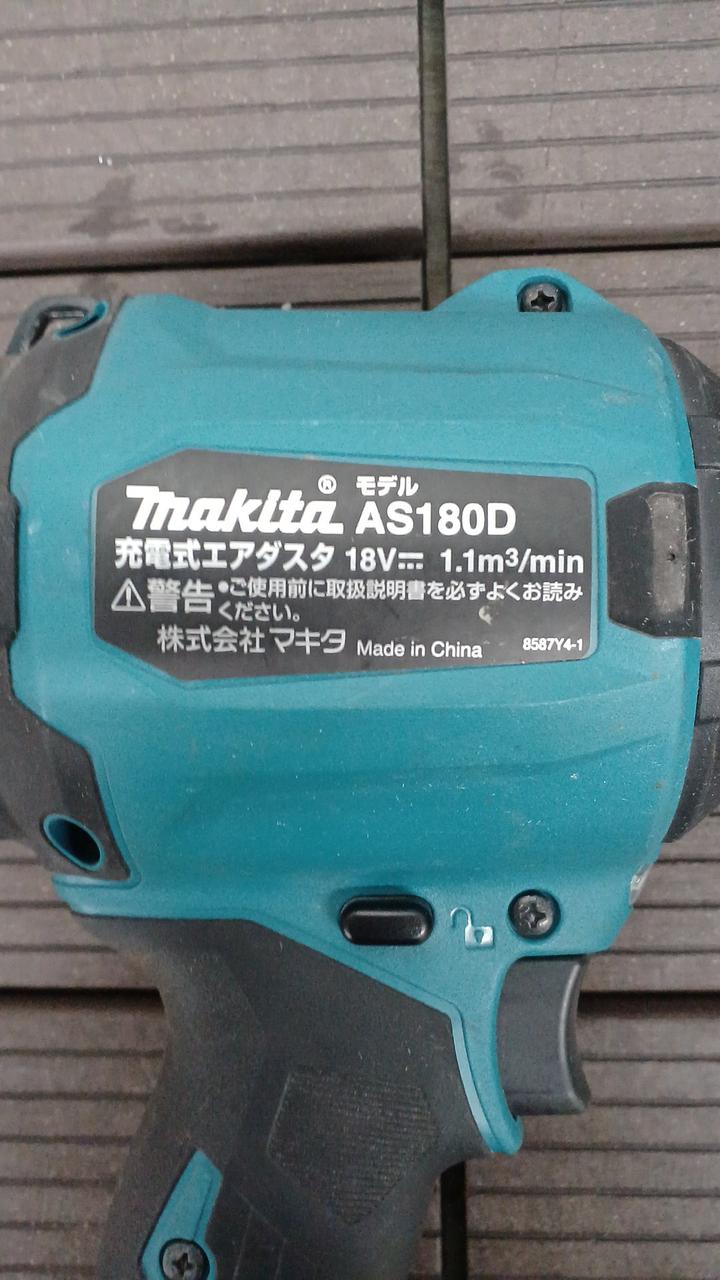 makita® モデル AS180D
充電式エアダスタ 18V⎓ 1.1m³/min
⚠警告 •ご使用前に取扱説明書を必ずよくお読み
ください。
株式会社マキタ Made in China 8587Y4-1